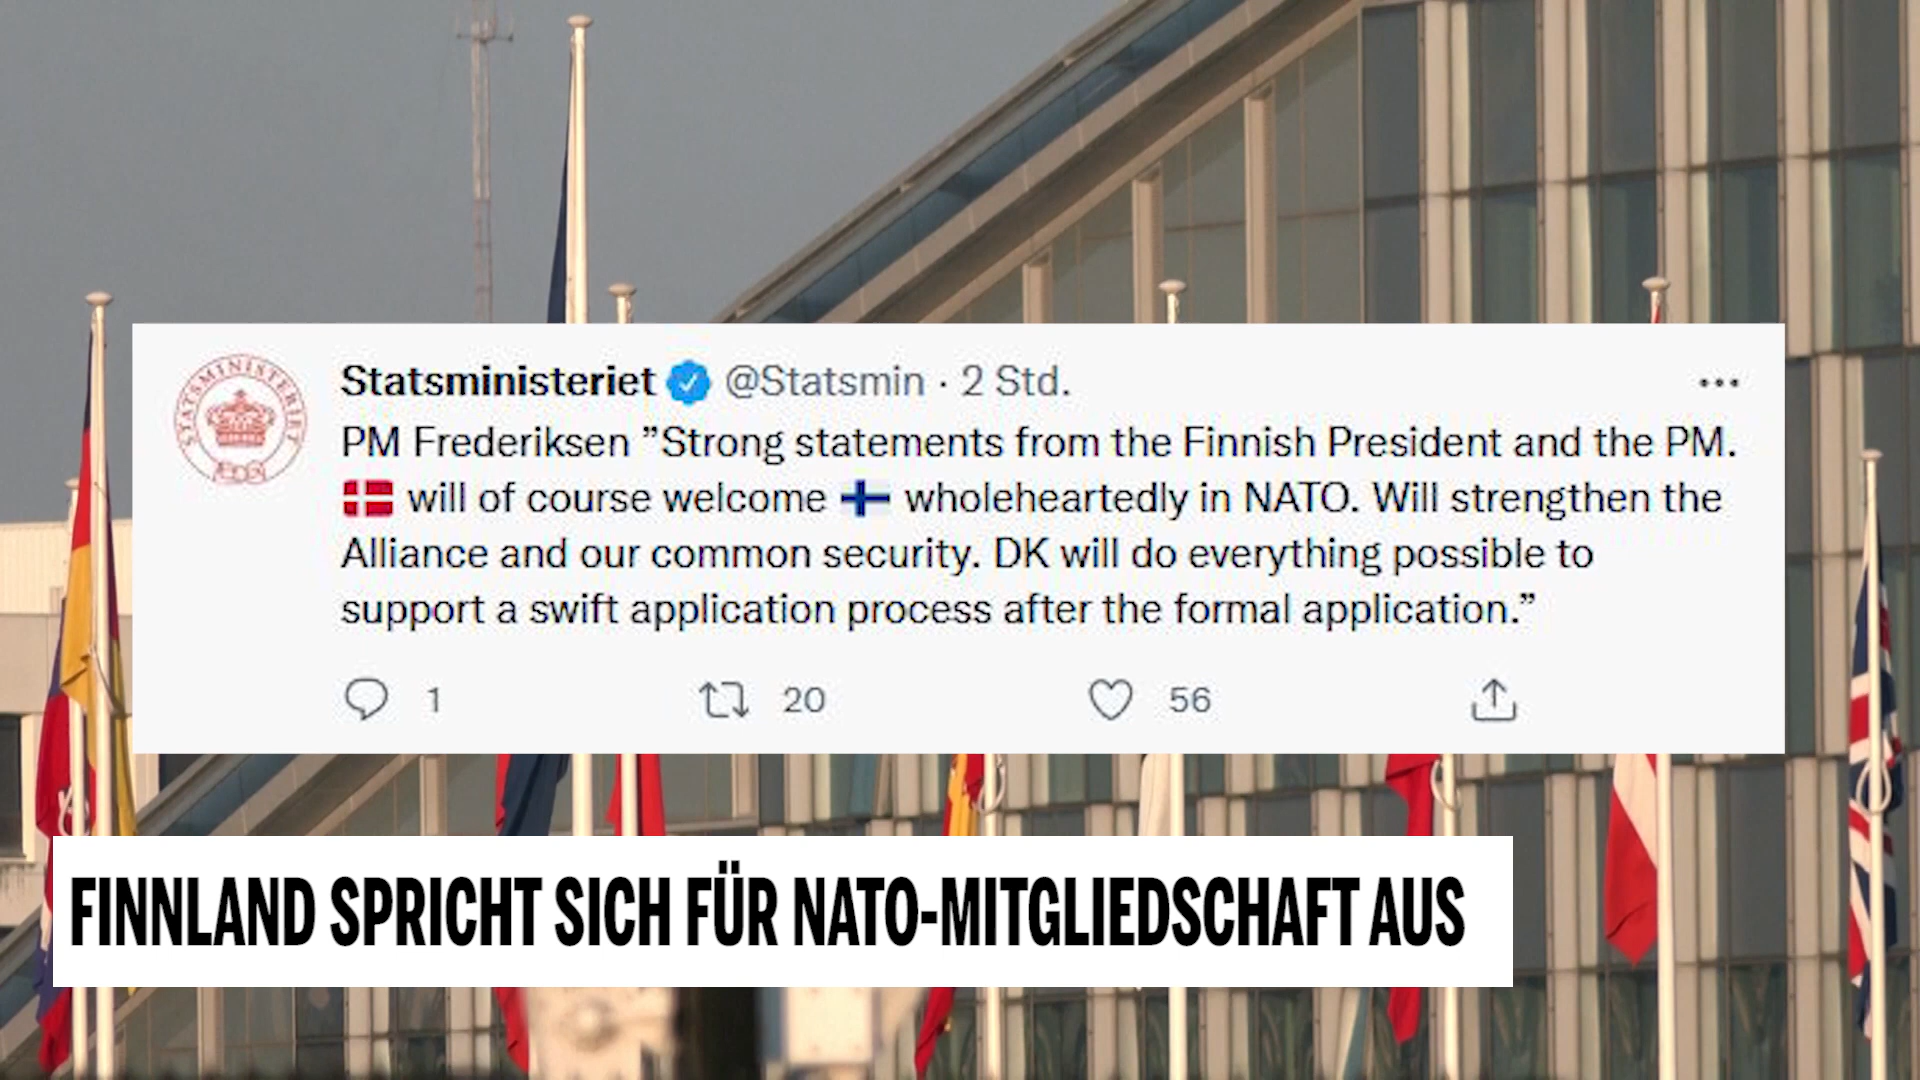 STATSMINISTERIET
Statsministeriet @Statsmin · 2 Std.
PM Frederiksen ”Strong statements from the Finnish President and the PM.
🇩🇰 will of course welcome 🇫🇮 wholeheartedly in NATO. Will strengthen the
Alliance and our common security. DK will do everything possible to
support a swift application process after the formal application.”
1 20 56
FINNLAND SPRICHT SICH FÜR NATO-MITGLIEDSCHAFT AUS